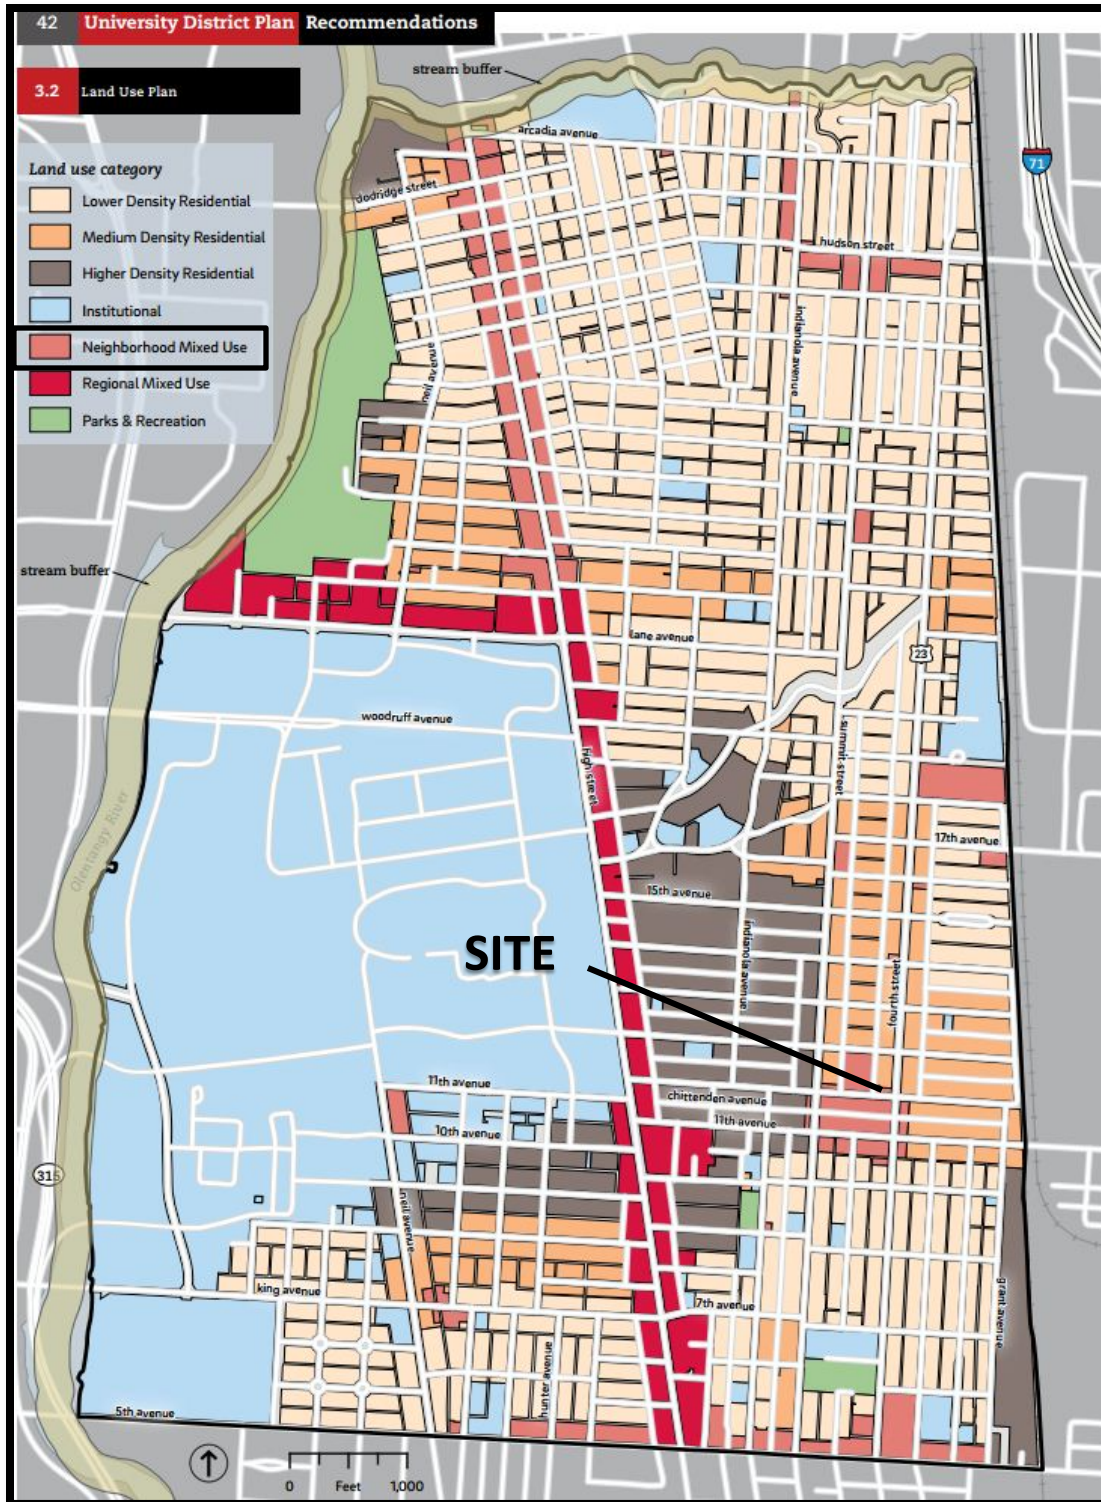 42 University District Plan Recommendations
3.2 Land Use Plan
Land use category
Lower Density Residential
Medium Density Residential
Higher Density Residential
Institutional
Neighborhood Mixed Use
Regional Mixed Use
Parks & Recreation
stream buffer
arcadia avenue
71
dodridge street
hudson street
indianola avenue
neil avenue
stream buffer
lane avenue
23
woodruff avenue
summit street
high street
Olentangy River
17th avenue
15th avenue
indianola avenue
SITE
fourth street
11th avenue
chittenden avenue
11th avenue
10th avenue
315
neil avenue
king avenue
7th avenue
grant avenue
hunter avenue
5th avenue
0 Feet 1,000